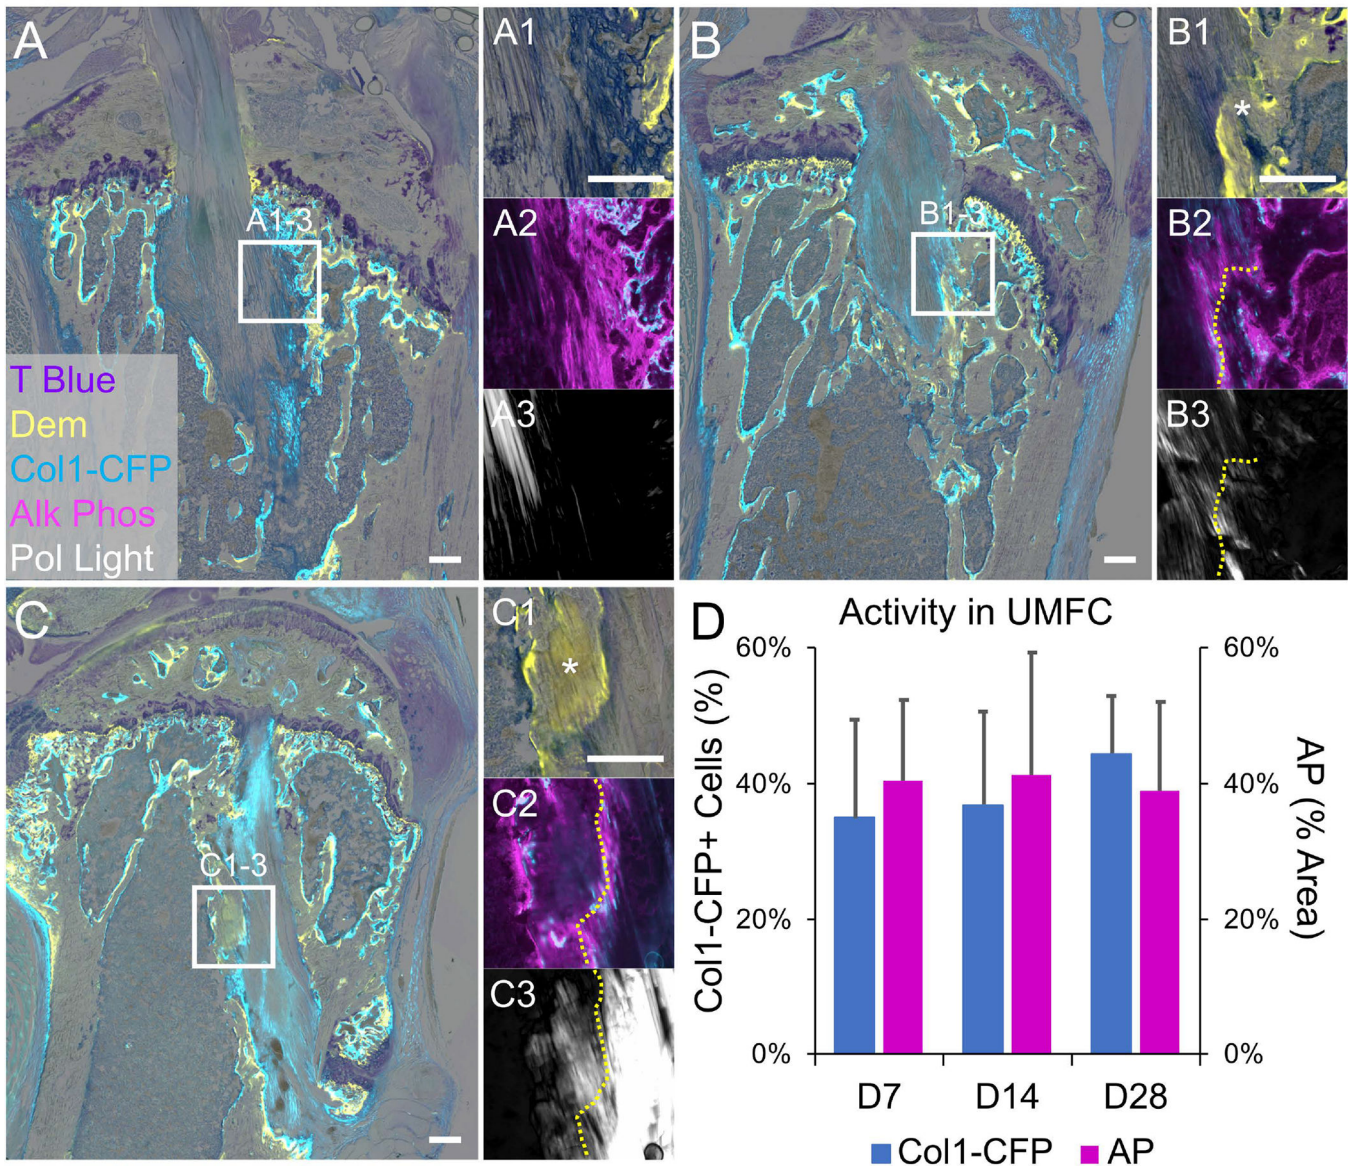 A
A1-3
T Blue
Dem
Col1-CFP
Alk Phos
Pol Light
A1
A2
A3
B
B1-3
B1
*
B2
B3
C
C1-3
C1
*
C2
C3
D
Activity in UMFC
Col1-CFP+ Cells (%)
60%
40%
20%
0%
60%
40%
20%
0%
AP (% Area)
D7 D14 D28
Col1-CFP AP